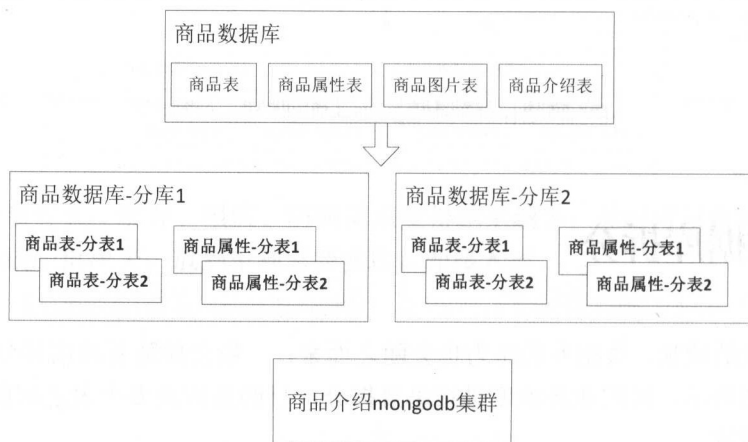 商品数据库
商品表 商品属性表 商品图片表 商品介绍表
商品数据库-分库1
商品表-分表1 商品属性-分表1
商品表-分表2 商品属性-分表2
商品数据库-分库2
商品表-分表1 商品属性-分表1
商品表-分表2 商品属性-分表2
商品介绍mongodb集群